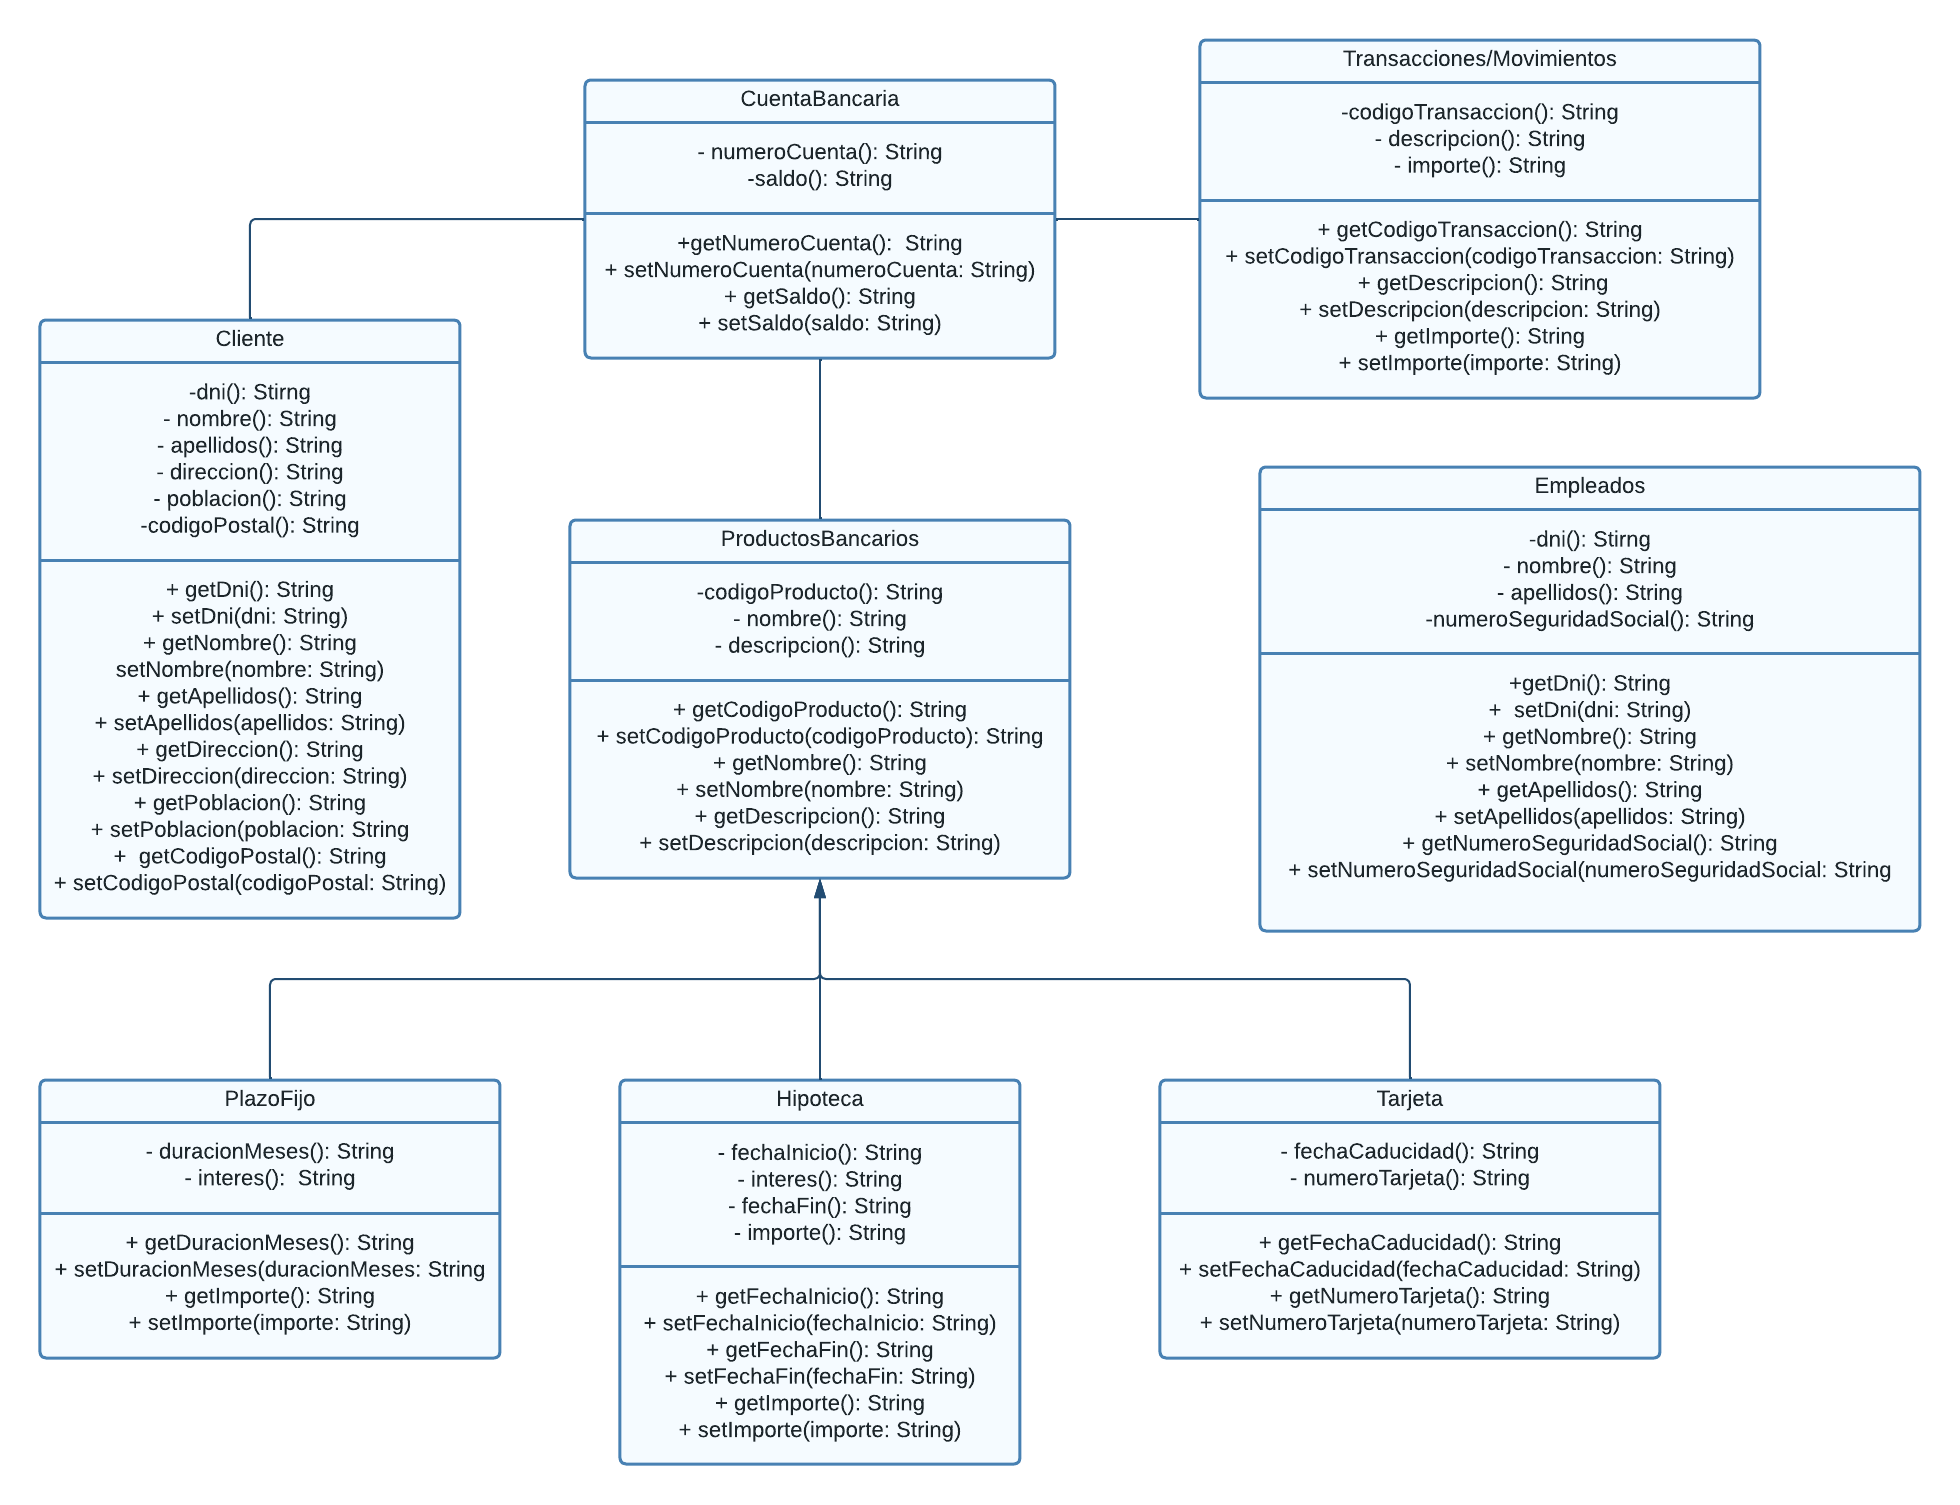 CuentaBancaria
- numeroCuenta(): String
-saldo(): String
+getNumeroCuenta():  String
+ setNumeroCuenta(numeroCuenta: String)
+ getSaldo(): String
+ setSaldo(saldo: String)
Transacciones/Movimientos
-codigoTransaccion(): String
- descripcion(): String
- importe(): String
+ getCodigoTransaccion(): String
+ setCodigoTransaccion(codigoTransaccion: String)
+ getDescripcion(): String
+ setDescripcion(descripcion: String)
+ getImporte(): String
+ setImporte(importe: String)
Cliente
-dni(): Stirng
- nombre(): String
- apellidos(): String
- direccion(): String
- poblacion(): String
-codigoPostal(): String
+ getDni(): String
+ setDni(dni: String)
+ getNombre(): String
setNombre(nombre: String)
+ getApellidos(): String
+ setApellidos(apellidos: String)
+ getDireccion(): String
+ setDireccion(direccion: String)
+ getPoblacion(): String
+ setPoblacion(poblacion: String
+  getCodigoPostal(): String
+ setCodigoPostal(codigoPostal: String)
ProductosBancarios
-codigoProducto(): String
- nombre(): String
- descripcion(): String
+ getCodigoProducto(): String
+ setCodigoProducto(codigoProducto): String
+ getNombre(): String
+ setNombre(nombre: String)
+ getDescripcion(): String
+ setDescripcion(descripcion: String)
Empleados
-dni(): Stirng
- nombre(): String
- apellidos(): String
-numeroSeguridadSocial(): String
+getDni(): String
+  setDni(dni: String)
+ getNombre(): String
+ setNombre(nombre: String)
+ getApellidos(): String
+ setApellidos(apellidos: String)
+ getNumeroSeguridadSocial(): String
+ setNumeroSeguridadSocial(numeroSeguridadSocial: String
PlazoFijo
- duracionMeses(): String
- interes():  String
+ getDuracionMeses(): String
+ setDuracionMeses(duracionMeses: String
+ getImporte(): String
+ setImporte(importe: String)
Hipoteca
- fechaInicio(): String
- interes(): String
- fechaFin(): String
- importe(): String
+ getFechaInicio(): String
+ setFechaInicio(fechaInicio: String)
+ getFechaFin(): String
+ setFechaFin(fechaFin: String)
+ getImporte(): String
+ setImporte(importe: String)
Tarjeta
- fechaCaducidad(): String
- numeroTarjeta(): String
+ getFechaCaducidad(): String
+ setFechaCaducidad(fechaCaducidad: String)
+ getNumeroTarjeta(): String
+ setNumeroTarjeta(numeroTarjeta: String)